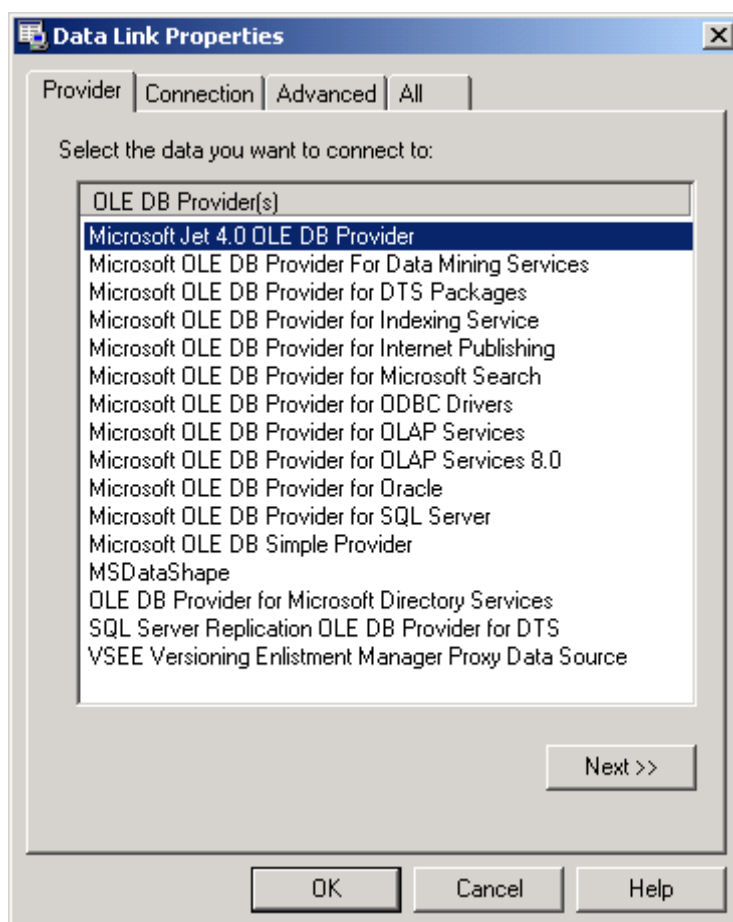 Data Link Properties
Provider Connection Advanced All
Select the data you want to connect to:
OLE DB Provider(s)
Microsoft Jet 4.0 OLE DB Provider
Microsoft OLE DB Provider For Data Mining Services
Microsoft OLE DB Provider for DTS Packages
Microsoft OLE DB Provider for Indexing Service
Microsoft OLE DB Provider for Internet Publishing
Microsoft OLE DB Provider for Microsoft Search
Microsoft OLE DB Provider for ODBC Drivers
Microsoft OLE DB Provider for OLAP Services
Microsoft OLE DB Provider for OLAP Services 8.0
Microsoft OLE DB Provider for Oracle
Microsoft OLE DB Provider for SQL Server
Microsoft OLE DB Simple Provider
MSDataShape
OLE DB Provider for Microsoft Directory Services
SQL Server Replication OLE DB Provider for DTS
VSEE Versioning Enlistment Manager Proxy Data Source
Next >>
OK Cancel Help